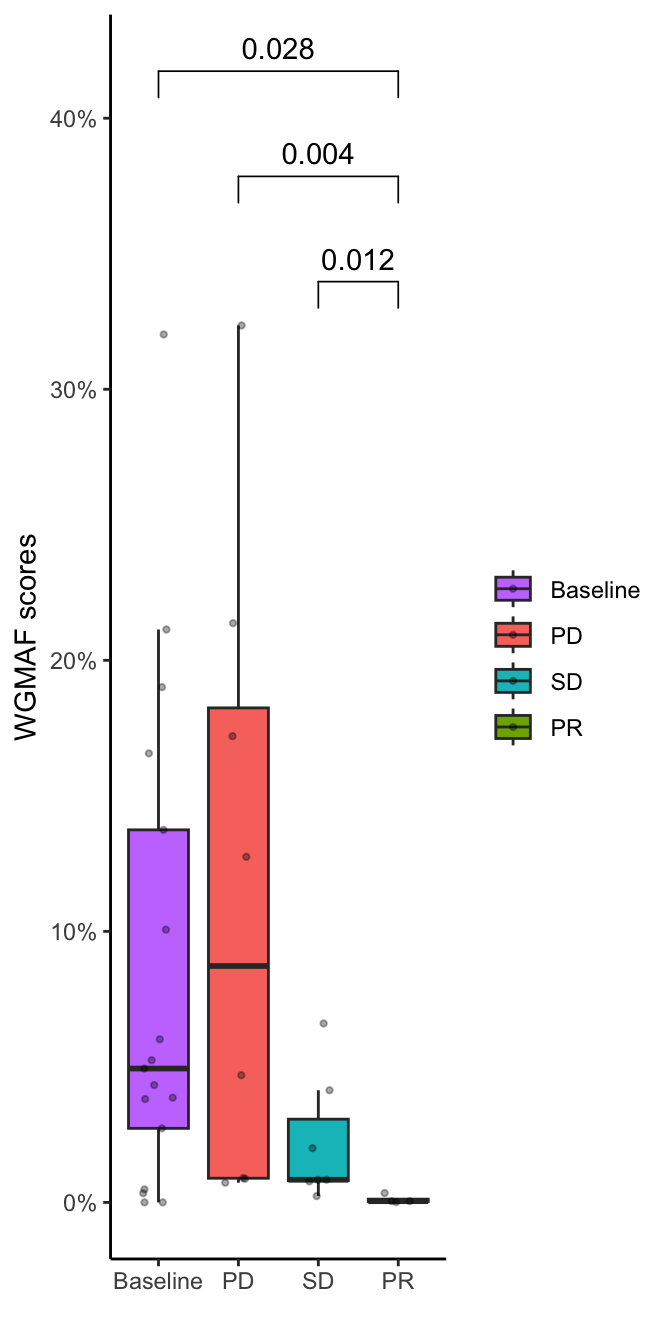 0.028
40%
0.004
0.012
30%
WGMAF scores
Baseline
PD
20%
SD
PR
10%
0%
Baseline PD SD PR